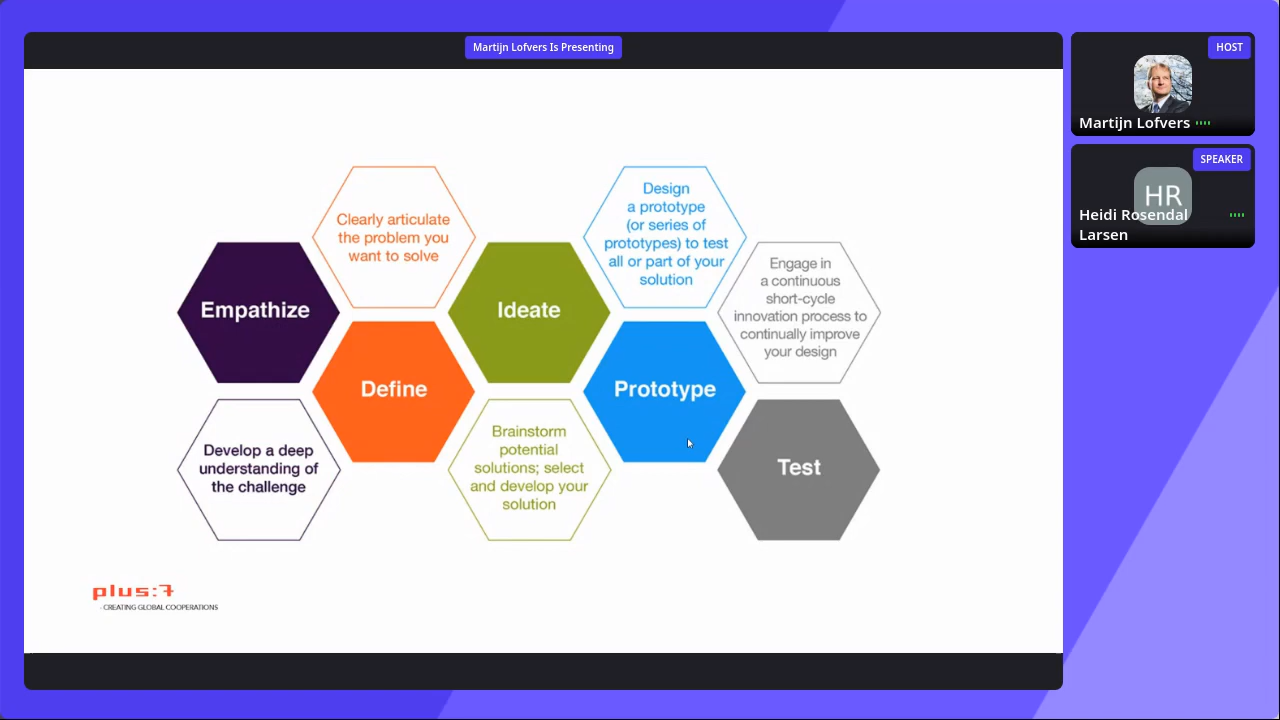 Martijn Lofvers Is Presenting
HOST
Martijn Lofvers
SPEAKER
HR
Heidi Rosendal
Larsen
Empathize
Develop a deep
understanding of
the challenge
Clearly articulate
the problem you
want to solve
Define
Ideate
Brainstorm
potential
solutions; select
and develop your
solution
Design
a prototype
(or series of
prototypes) to test
all or part of your
solution
Prototype
Engage in
a continuous
short-cycle
innovation process to
continually improve
your design
Test
plus:7
- CREATING GLOBAL COOPERATIONS